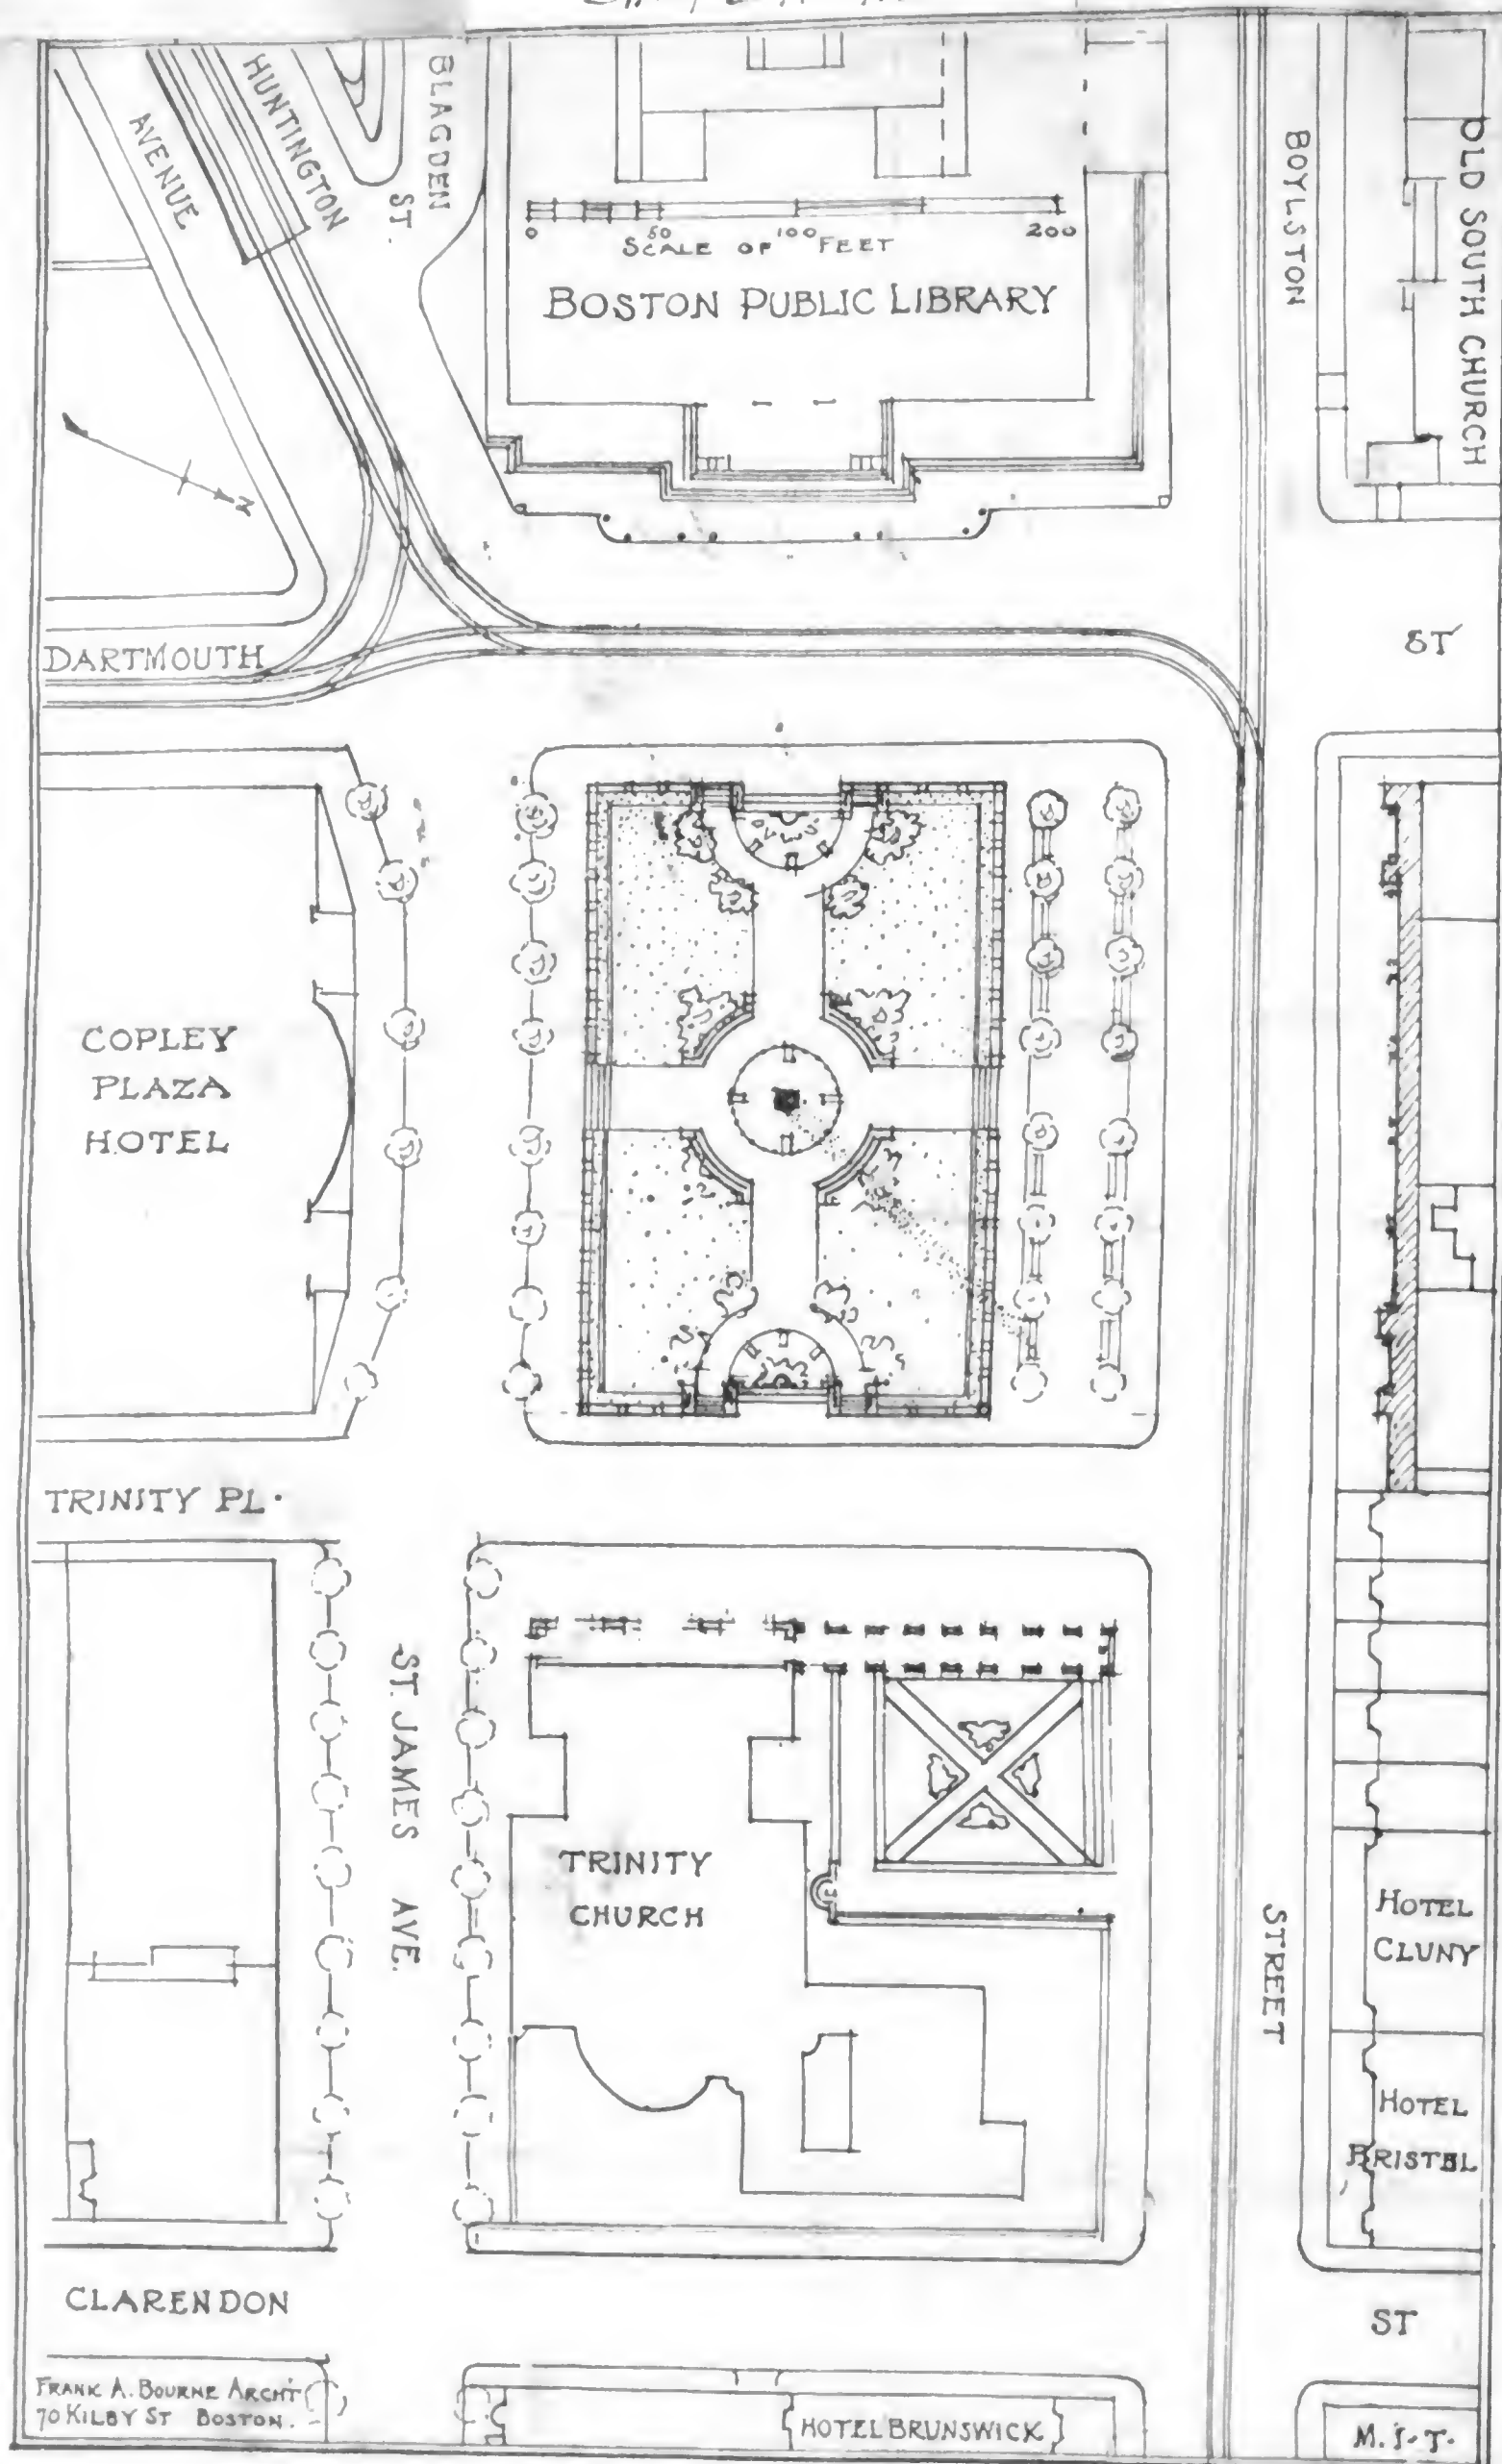 HUNTINGTON
AVENUE
BLAGDEN
ST.
0 50 100 200
SCALE OF FEET
BOSTON PUBLIC LIBRARY
BOYLSTON
OLD SOUTH CHURCH
N
DARTMOUTH
ST
COPLEY
PLAZA
HOTEL
TRINITY PL.
ST. JAMES AVE.
TRINITY
CHURCH
STREET
HOTEL
CLUNY
HOTEL
BRISTOL
CLARENDON
ST
FRANK A. BOURNE ARCHT
70 KILBY ST BOSTON.
HOTEL BRUNSWICK
M.I.T.